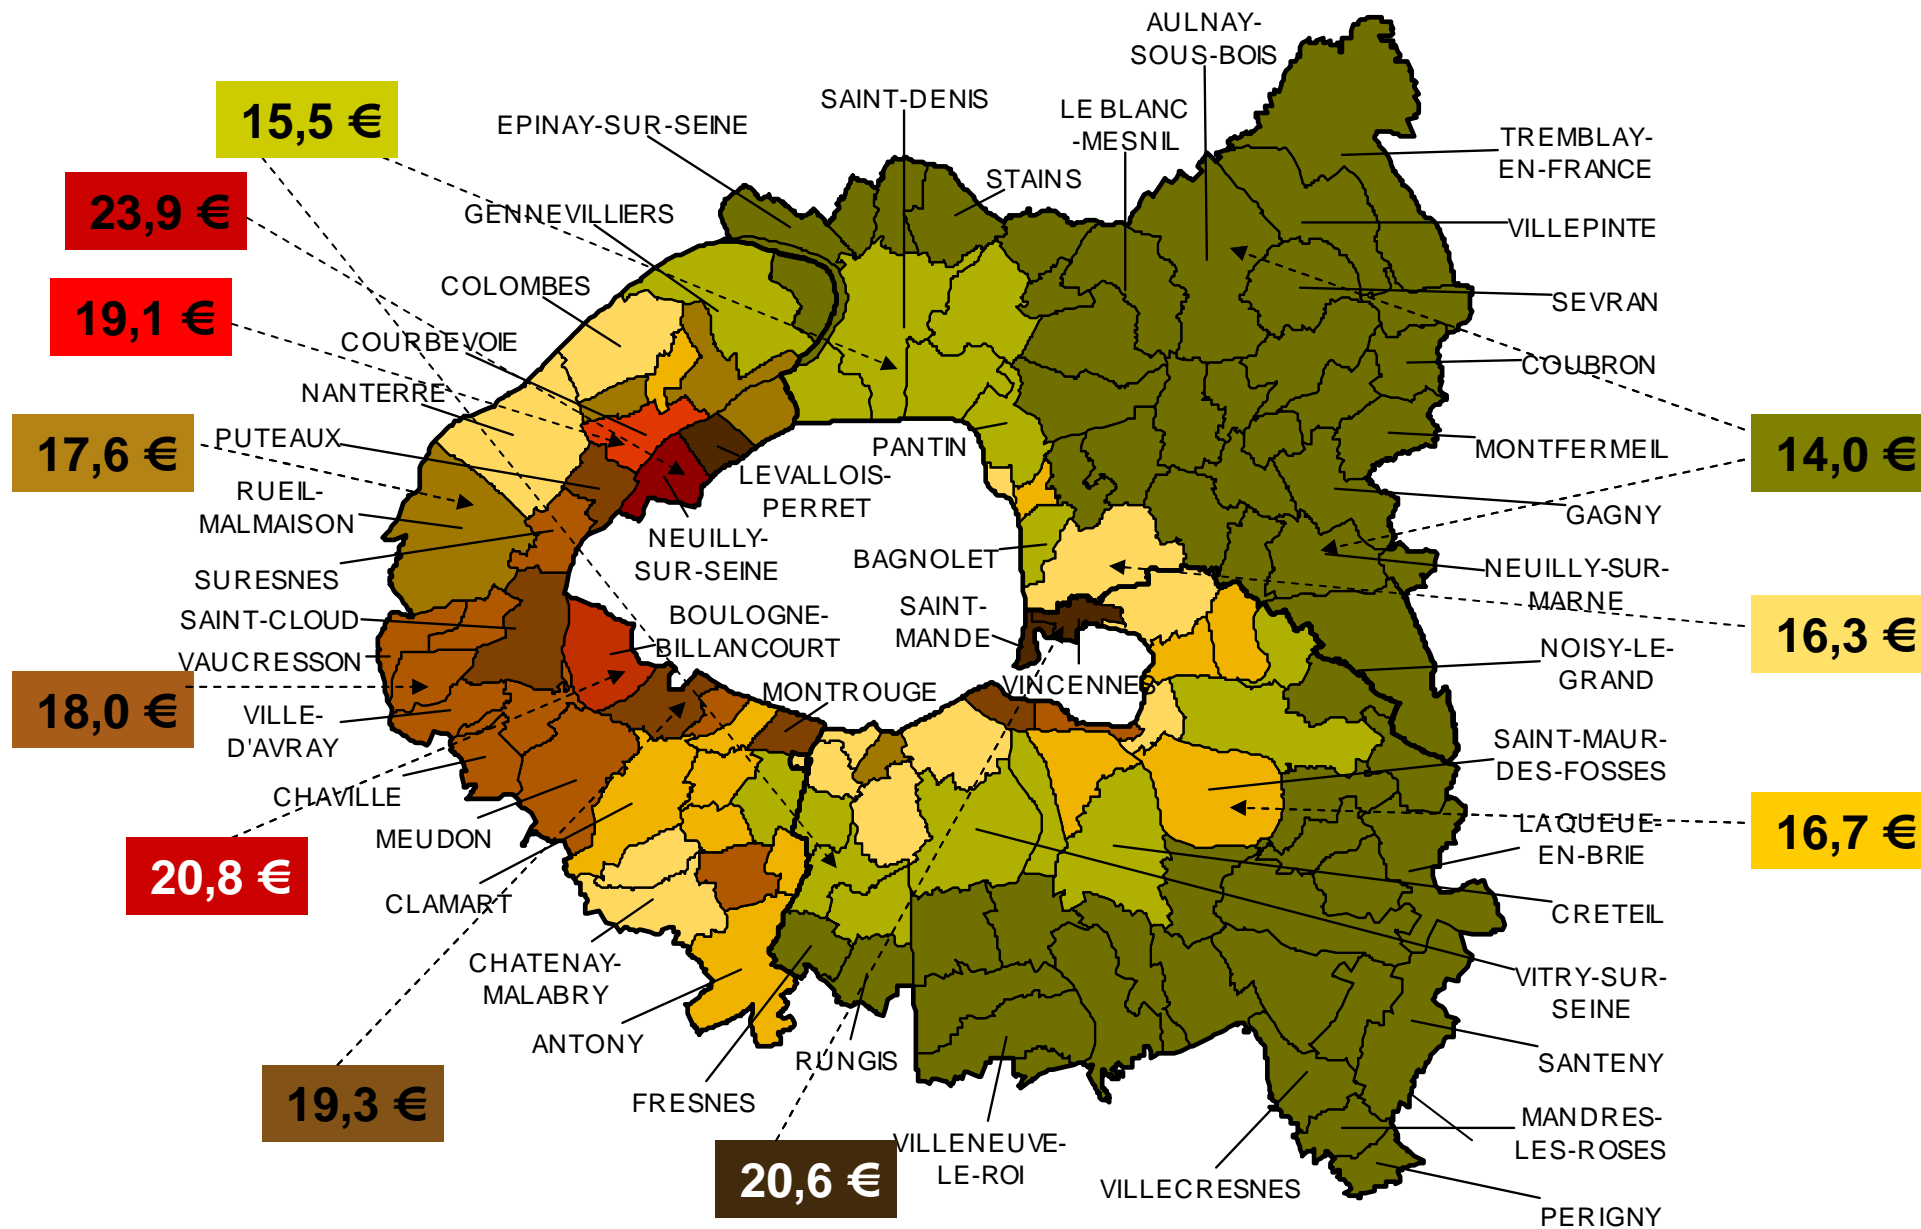 AULNAY-
SOUS-BOIS
15,5 €
SAINT-DENIS
LE BLANC
-MESNIL
EPINAY-SUR-SEINE
TREMBLAY-
EN-FRANCE
STAINS
23,9 €
GENNEVILLIERS
VILLEPINTE
COLOMBES
SEVRAN
19,1 €
COURBEVOIE
COUBRON
NANTERRE
PUTEAUX
17,6 €
PANTIN
MONTFERMEIL
14,0 €
LEVALLOIS-
PERRET
RUEIL-
MALMAISON
GAGNY
NEUILLY-
SUR-SEINE
BAGNOLET
SURESNES
NEUILLY-SUR-
MARNE
SAINT-CLOUD
BOULOGNE-
BILLANCOURT
SAINT-
MANDE
16,3 €
VAUCRESSON
NOISY-LE-
GRAND
MONTROUGE
VINCENNES
18,0 €
VILLE-
D'AVRAY
SAINT-MAUR-
DES-FOSSES
CHAVILLE
MEUDON
LA QUEUE-
EN-BRIE
16,7 €
20,8 €
CLAMART
CRETEIL
CHATENAY-
MALABRY
VITRY-SUR-
SEINE
ANTONY
RUNGIS
SANTENY
19,3 €
FRESNES
MANDRES-
LES-ROSES
VILLENEUVE-
LE-ROI
20,6 €
VILLECRESNES
PERIGNY